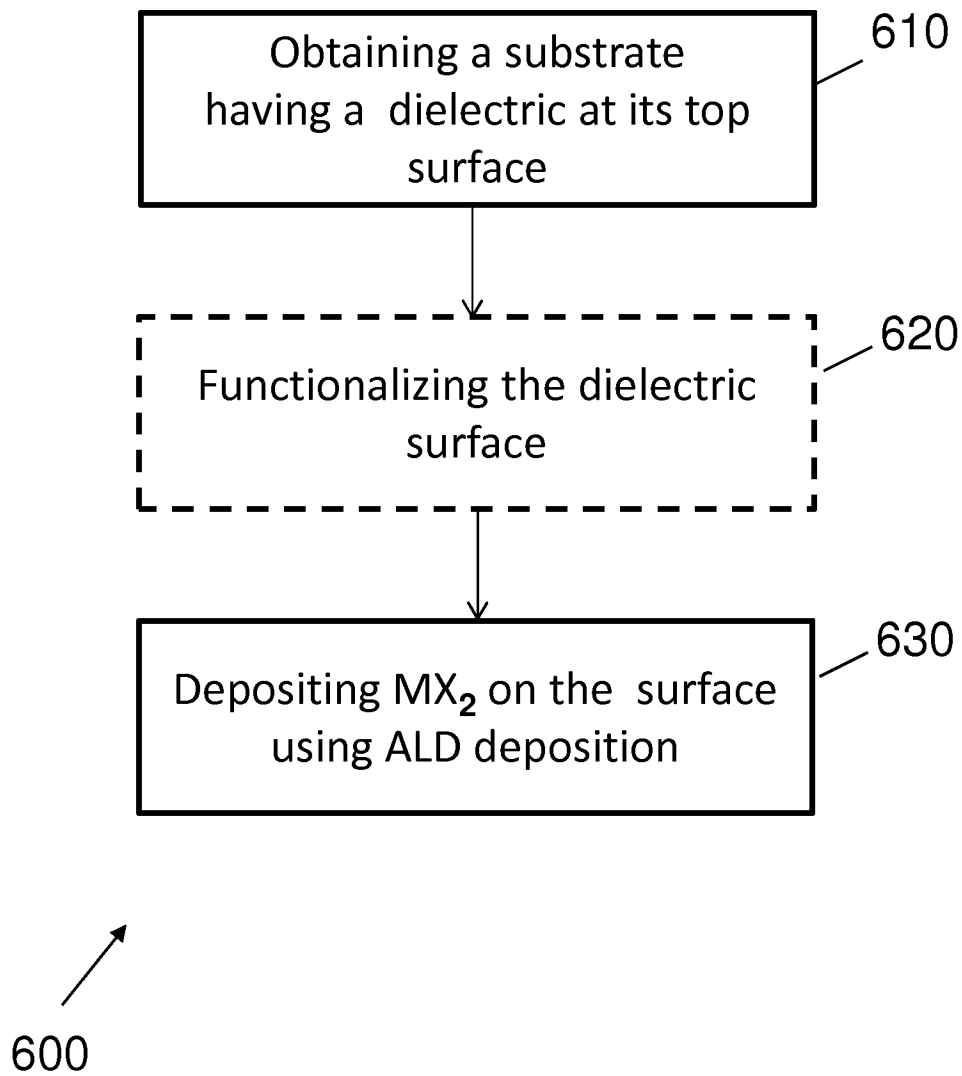 610
Obtaining a substrate
having a dielectric at its top
surface
620
Functionalizing the dielectric
surface
630
Depositing MX₂ on the surface
using ALD deposition
600